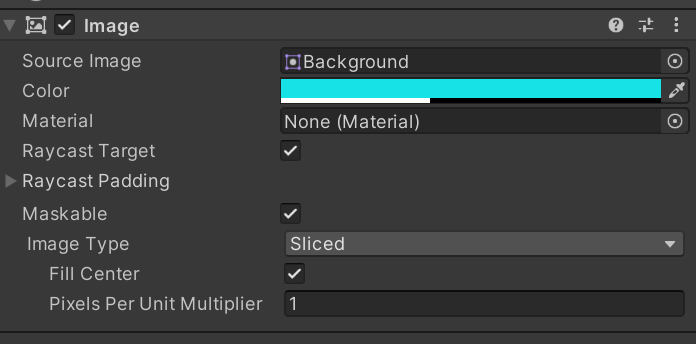 Image
Source Image Background
Color
Material None (Material)
Raycast Target
Raycast Padding
Maskable
Image Type Sliced
Fill Center
Pixels Per Unit Multiplier 1